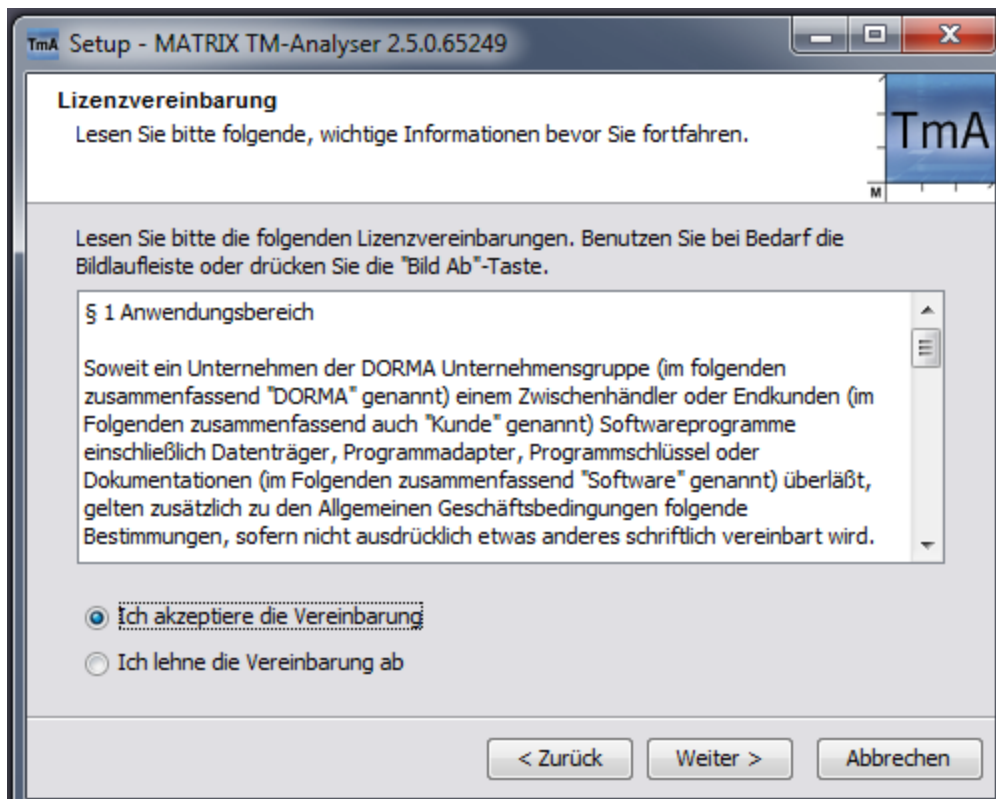 TmA Setup - MATRIX TM-Analyser 2.5.0.65249
Lizenzvereinbarung
Lesen Sie bitte folgende, wichtige Informationen bevor Sie fortfahren.
TmA
M
Lesen Sie bitte die folgenden Lizenzvereinbarungen. Benutzen Sie bei Bedarf die
Bildlaufleiste oder drücken Sie die "Bild Ab"-Taste.
§ 1 Anwendungsbereich
Soweit ein Unternehmen der DORMA Unternehmensgruppe (im folgenden
zusammenfassend "DORMA" genannt) einem Zwischenhändler oder Endkunden (im
Folgenden zusammenfassend auch "Kunde" genannt) Softwareprogramme
einschließlich Datenträger, Programmadapter, Programmschlüssel oder
Dokumentationen (im Folgenden zusammenfassend "Software" genannt) überläßt,
gelten zusätzlich zu den Allgemeinen Geschäftsbedingungen folgende
Bestimmungen, sofern nicht ausdrücklich etwas anderes schriftlich vereinbart wird.
Ich akzeptiere die Vereinbarung
Ich lehne die Vereinbarung ab
< Zurück Weiter > Abbrechen